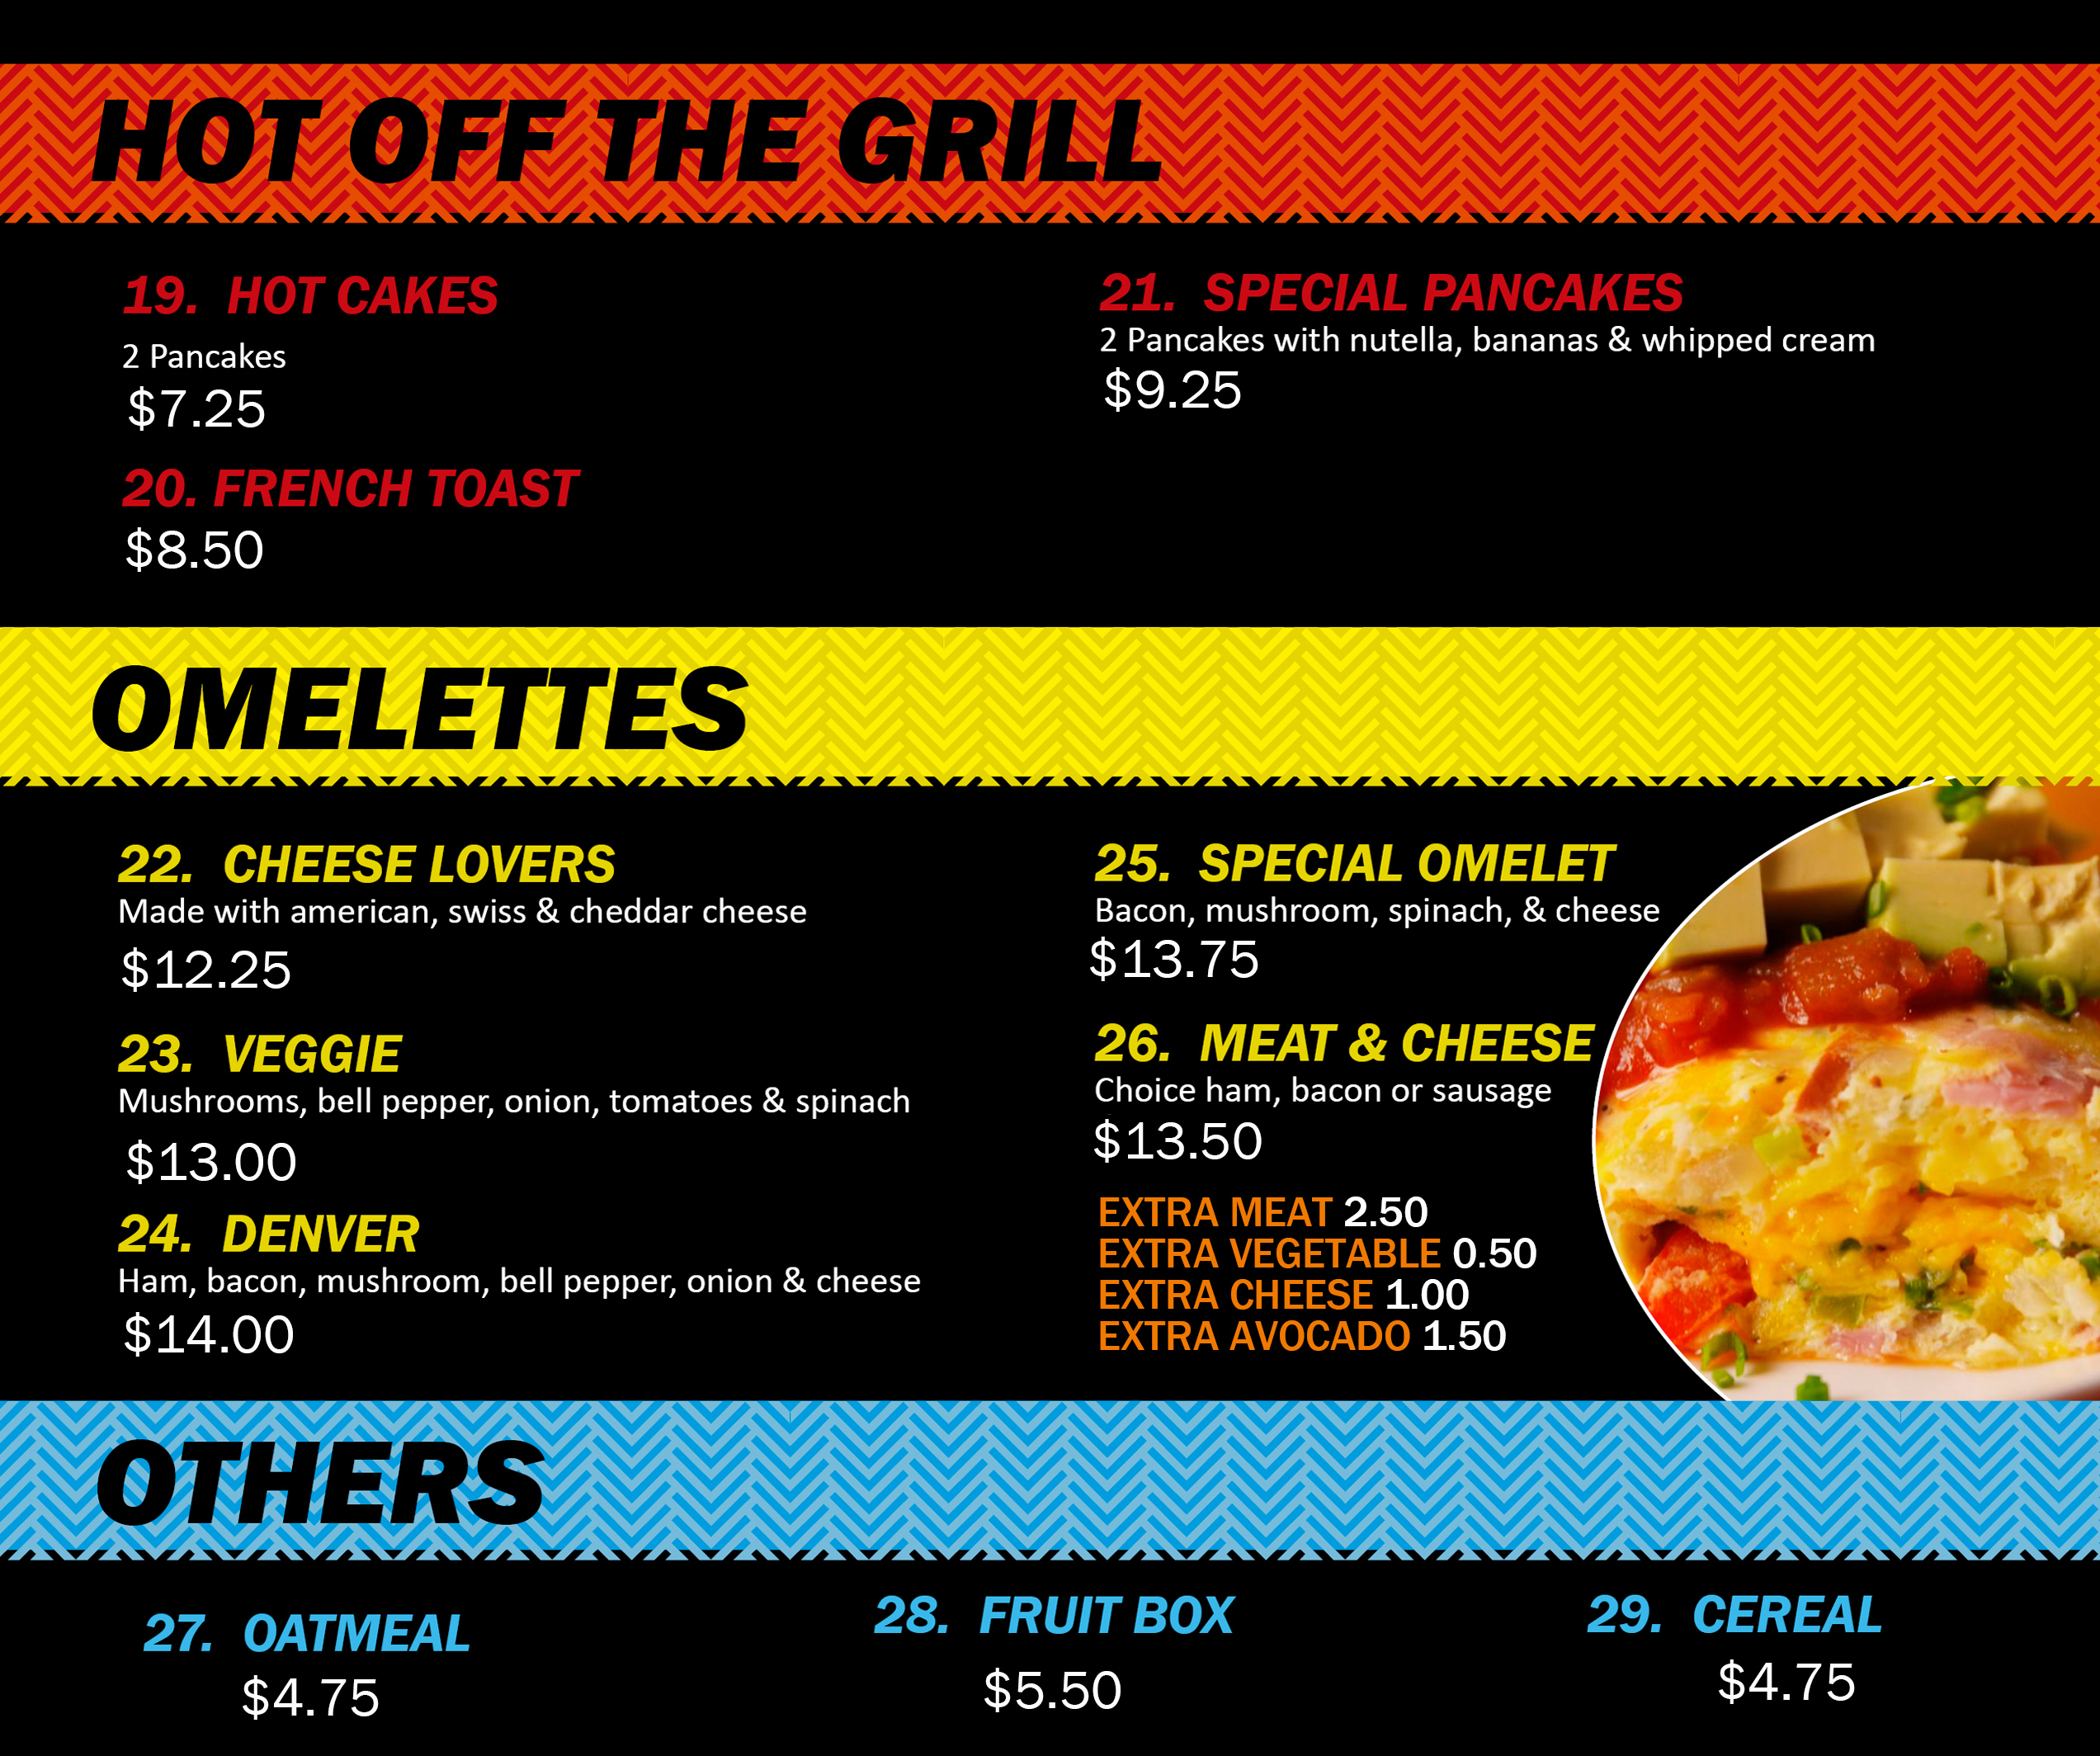 HOT OFF THE GRILL
19. HOT CAKES
2 Pancakes
$7.25
20. FRENCH TOAST
$8.50
21. SPECIAL PANCAKES
2 Pancakes with nutella, bananas & whipped cream
$9.25
OMELETTES
22. CHEESE LOVERS
Made with american, swiss & cheddar cheese
$12.25
23. VEGGIE
Mushrooms, bell pepper, onion, tomatoes & spinach
$13.00
24. DENVER
Ham, bacon, mushroom, bell pepper, onion & cheese
$14.00
25. SPECIAL OMELET
Bacon, mushroom, spinach, & cheese
$13.75
26. MEAT & CHEESE
Choice ham, bacon or sausage
$13.50
EXTRA MEAT 2.50
EXTRA VEGETABLE 0.50
EXTRA CHEESE 1.00
EXTRA AVOCADO 1.50
OTHERS
27. OATMEAL
$4.75
28. FRUIT BOX
$5.50
29. CEREAL
$4.75